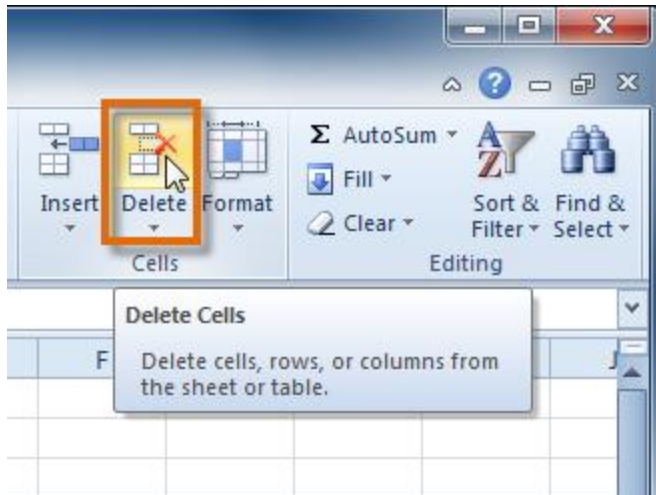 Σ AutoSum
Fill
Clear
Insert Delete Format
Sort & Filter
Find & Select
Cells
Editing
Delete Cells
Delete cells, rows, or columns from
the sheet or table.
F
J